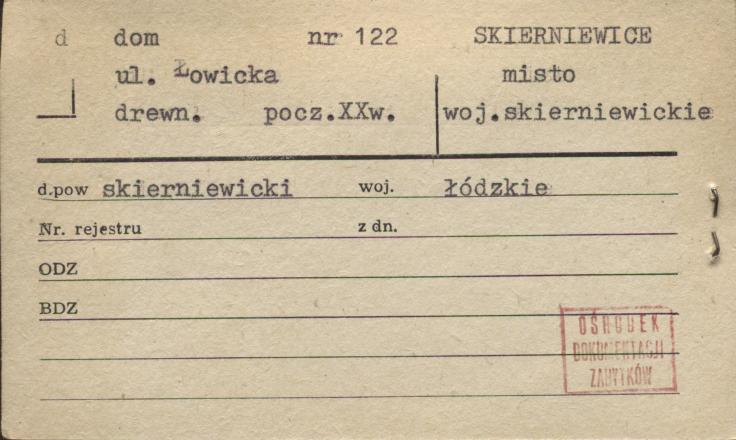 d dom nr 122 SKIERNIEWICE
ul. Łowicka misto
drewn. pocz.XXw. woj.skierniewickie
d.pow skierniewicki woj. łódzkie
Nr. rejestru z dn.
ODZ
BDZ
OŚRODEK
DOKUMENTACJI
ZABYTKÓW